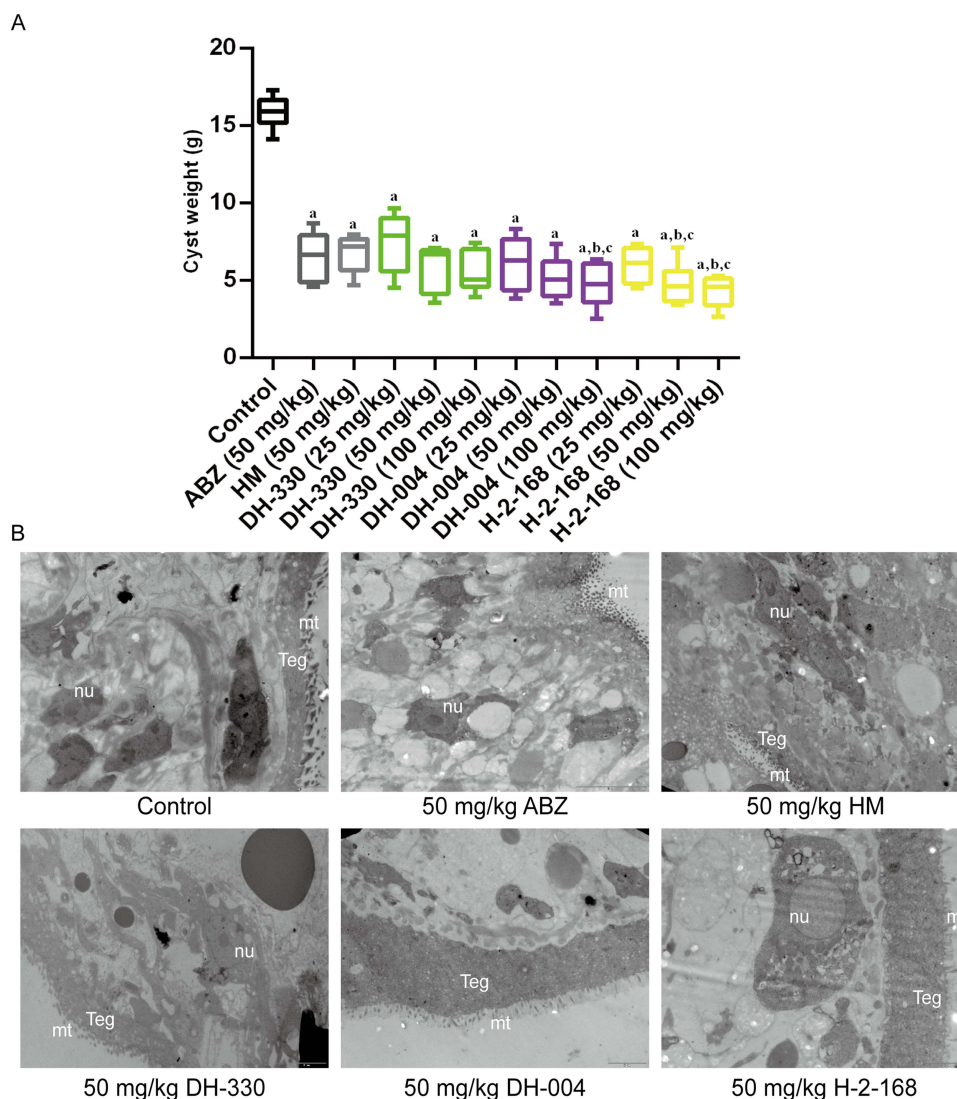 A
Cyst weight (g)
20
15
10
5
0
a
a
a
a
a
a
a
a,b,c
a
a,b,c
a,b,c
Control
ABZ (50 mg/kg)
HM (50 mg/kg)
DH-330 (25 mg/kg)
DH-330 (50 mg/kg)
DH-330 (100 mg/kg)
DH-004 (25 mg/kg)
DH-004 (50 mg/kg)
DH-004 (100 mg/kg)
H-2-168 (25 mg/kg)
H-2-168 (50 mg/kg)
H-2-168 (100 mg/kg)
B
mt
Teg
nu
Control
mt
nu
50 mg/kg ABZ
nu
Teg
mt
50 mg/kg HM
nu
Teg
mt
50 mg/kg DH-330
Teg
mt
50 mg/kg DH-004
nu
Teg
50 mg/kg H-2-168